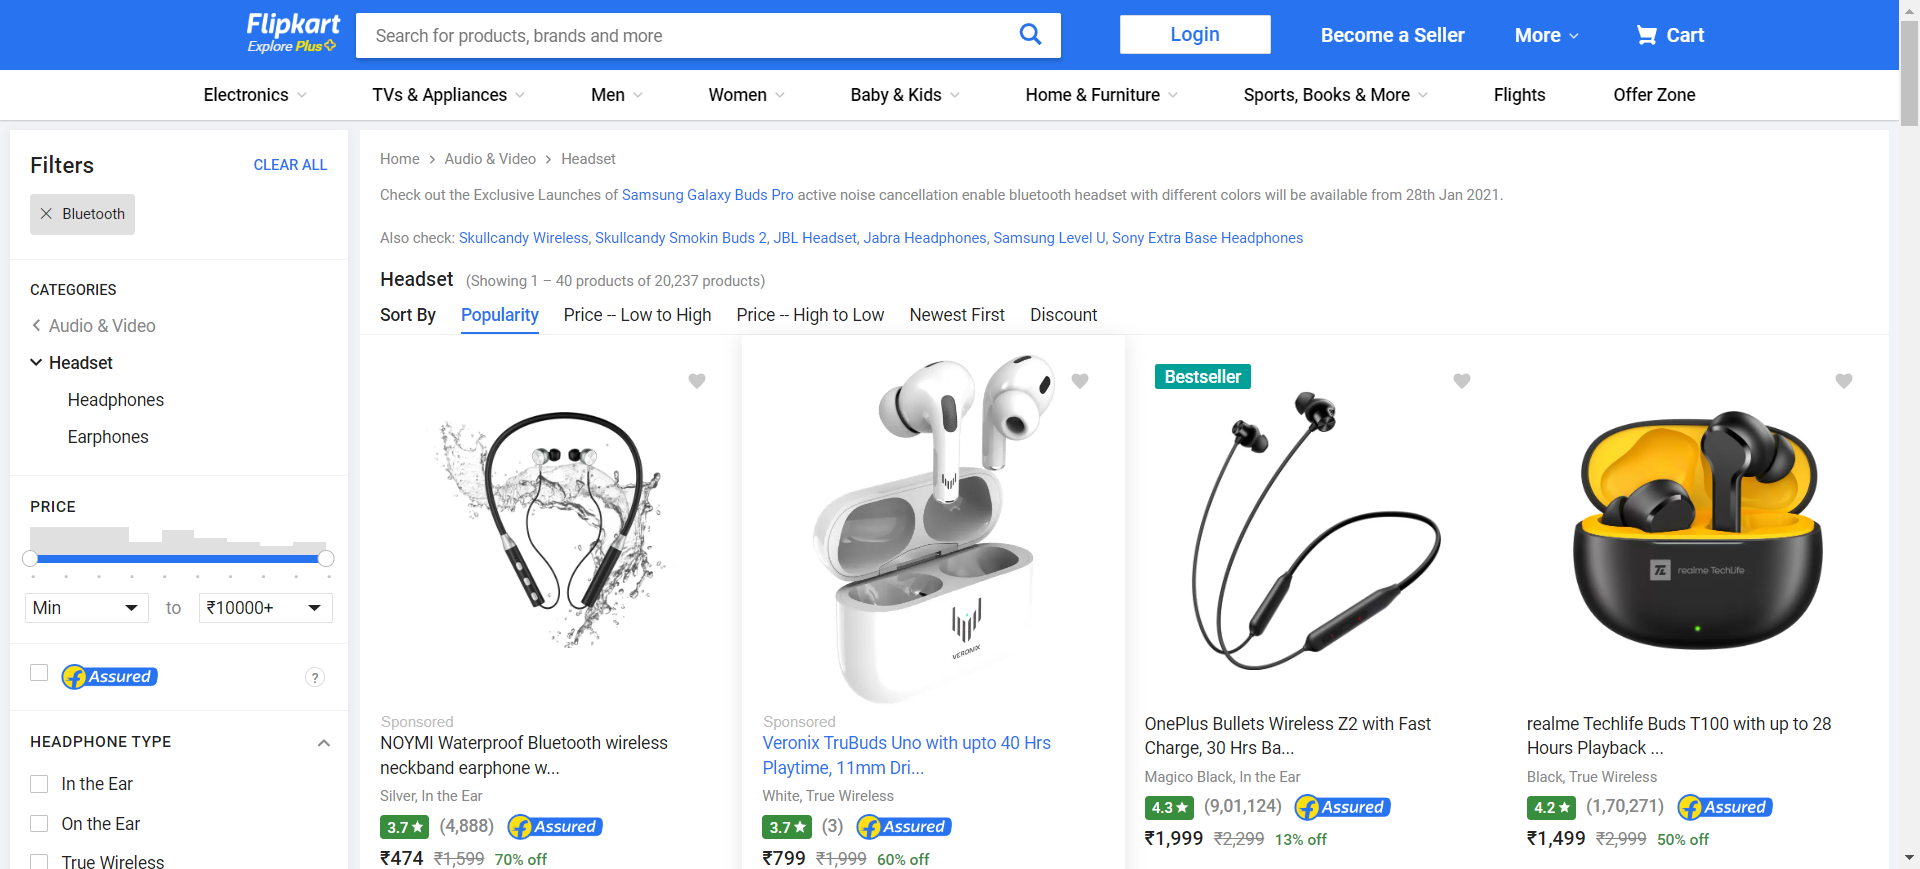 Flipkart
Explore Plus
Search for products, brands and more
Login
Become a Seller
More
Cart
Electronics
TVs & Appliances
Men
Women
Baby & Kids
Home & Furniture
Sports, Books & More
Flights
Offer Zone
Filters
CLEAR ALL
Bluetooth
CATEGORIES
Audio & Video
Headset
Headphones
Earphones
PRICE
Min
to
₹10000+
Assured
?
HEADPHONE TYPE
In the Ear
On the Ear
True Wireless
Home > Audio & Video > Headset
Check out the Exclusive Launches of Samsung Galaxy Buds Pro active noise cancellation enable bluetooth headset with different colors will be available from 28th Jan 2021.
Also check: Skullcandy Wireless, Skullcandy Smokin Buds 2, JBL Headset, Jabra Headphones, Samsung Level U, Sony Extra Base Headphones
Headset (Showing 1 – 40 products of 20,237 products)
Sort By
Popularity
Price -- Low to High
Price -- High to Low
Newest First
Discount
Sponsored
NOYMI Waterproof Bluetooth wireless
neckband earphone w...
Silver, In the Ear
3.7 ★ (4,888) Assured
₹474 ₹1,599 70% off
VERONIX
Sponsored
Veronix TruBuds Uno with upto 40 Hrs
Playtime, 11mm Dri...
White, True Wireless
3.7 ★ (3) Assured
₹799 ₹1,999 60% off
Bestseller
OnePlus Bullets Wireless Z2 with Fast
Charge, 30 Hrs Ba...
Magico Black, In the Ear
4.3 ★ (9,01,124) Assured
₹1,999 ₹2,299 13% off
TL realme TechLife
realme Techlife Buds T100 with up to 28
Hours Playback ...
Black, True Wireless
4.2 ★ (1,70,271) Assured
₹1,499 ₹2,999 50% off